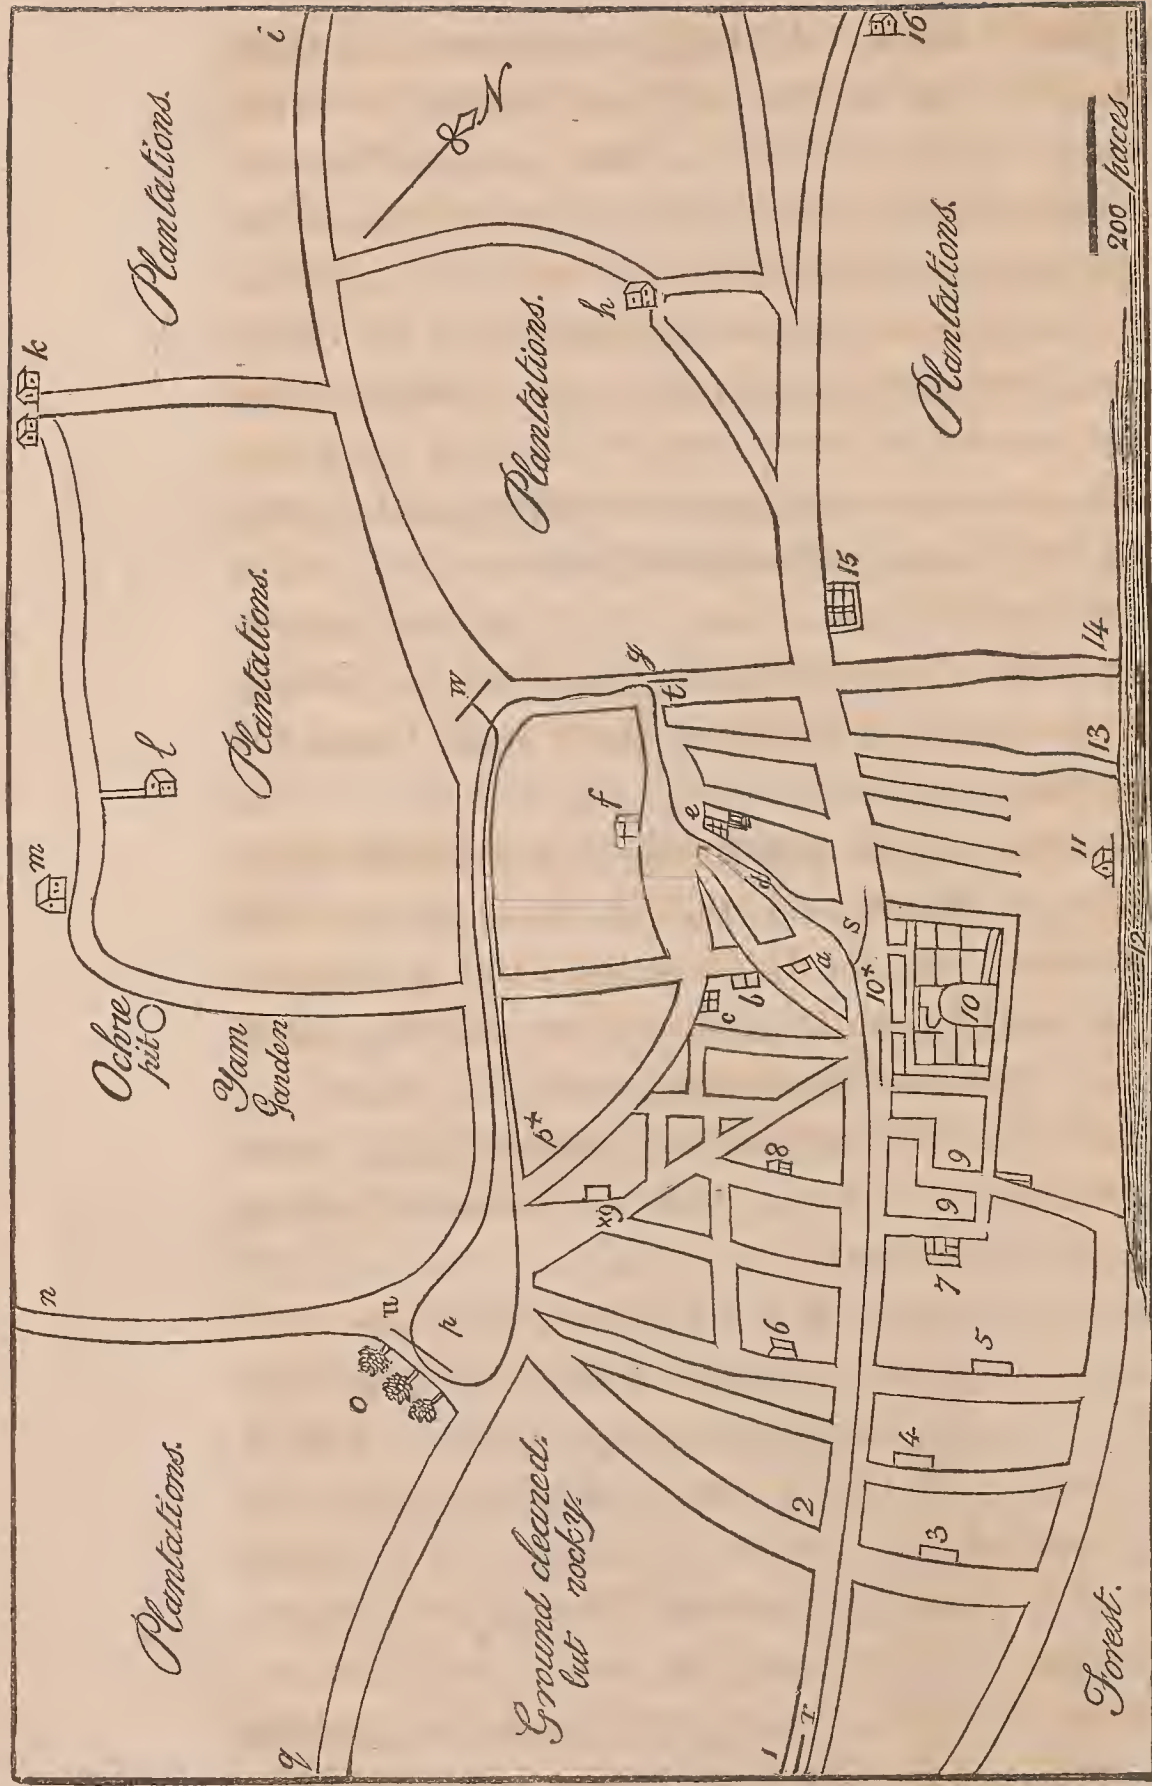 k
m
n
Ochre
pit
Plantations.
l
Plantations.
Yam
Garden
Plantations.
i
q
o
u
p
w
N
Plantations.
Ground cleared,
but rocky.
p+
h
9x
f
g
t
e
c
b
d
1
8
6
2
r
a
s
15
10+
4
16
3
7
9
9
Plantations.
10
5
11
14
13
Forest.
200 paces
12